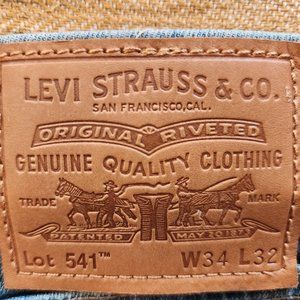 LEVI STRAUSS & CO.
SAN FRANCISCO, CAL.
ORIGINAL RIVETED
GENUINE QUALITY CLOTHING
TRADE MARK
PATENTED MAY 20 1873
Lot 541™ W34 L32